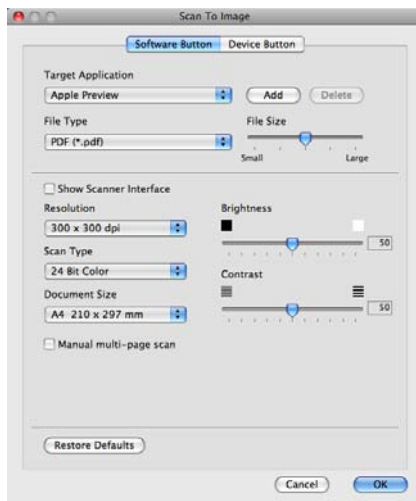 Scan To Image
Software Button Device Button
Target Application
Apple Preview Add Delete
File Type File Size
PDF (*.pdf)
Small Large
Show Scanner Interface
Resolution Brightness
300 x 300 dpi
50
Scan Type
24 Bit Color Contrast
Document Size
A4 210 x 297 mm 50
Manual multi-page scan
Restore Defaults
Cancel OK